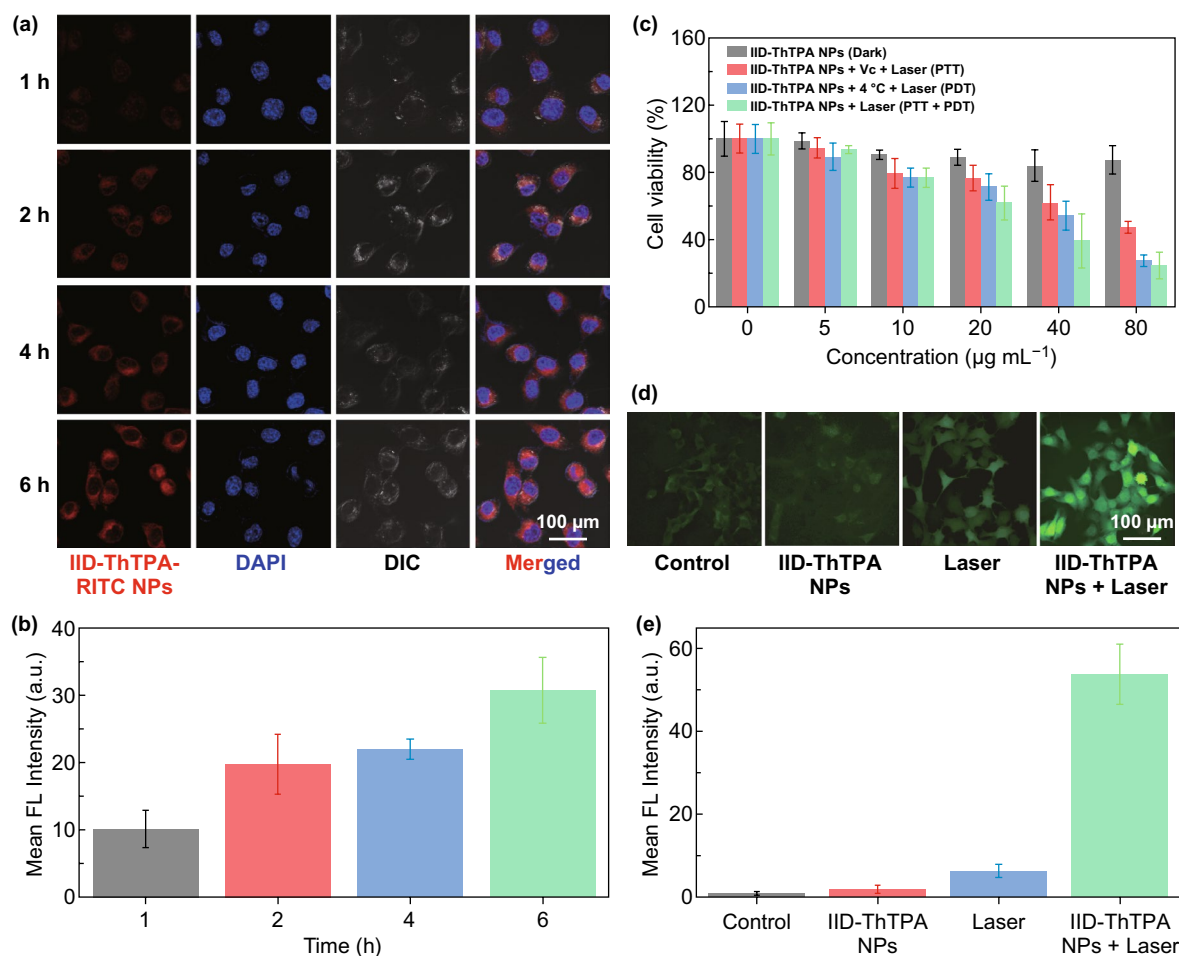 (a)
1 h
2 h
4 h
6 h
100 µm
IID-ThTPA-
RITC NPs
DAPI
DIC
Merged
(b)
Mean FL Intensity (a.u.)
40
30
20
10
0
1
2
4
6
Time (h)
(c)
Cell viability (%)
160
120
80
40
0
IID-ThTPA NPs (Dark)
IID-ThTPA NPs + Vc + Laser (PTT)
IID-ThTPA NPs + 4 °C + Laser (PDT)
IID-ThTPA NPs + Laser (PTT + PDT)
0
5
10
20
40
80
Concentration (µg mL⁻¹)
(d)
100 µm
Control
IID-ThTPA
NPs
Laser
IID-ThTPA
NPs + Laser
(e)
Mean FL Intensity (a.u.)
60
40
20
0
Control
IID-ThTPA
NPs
Laser
IID-ThTPA
NPs + Laser